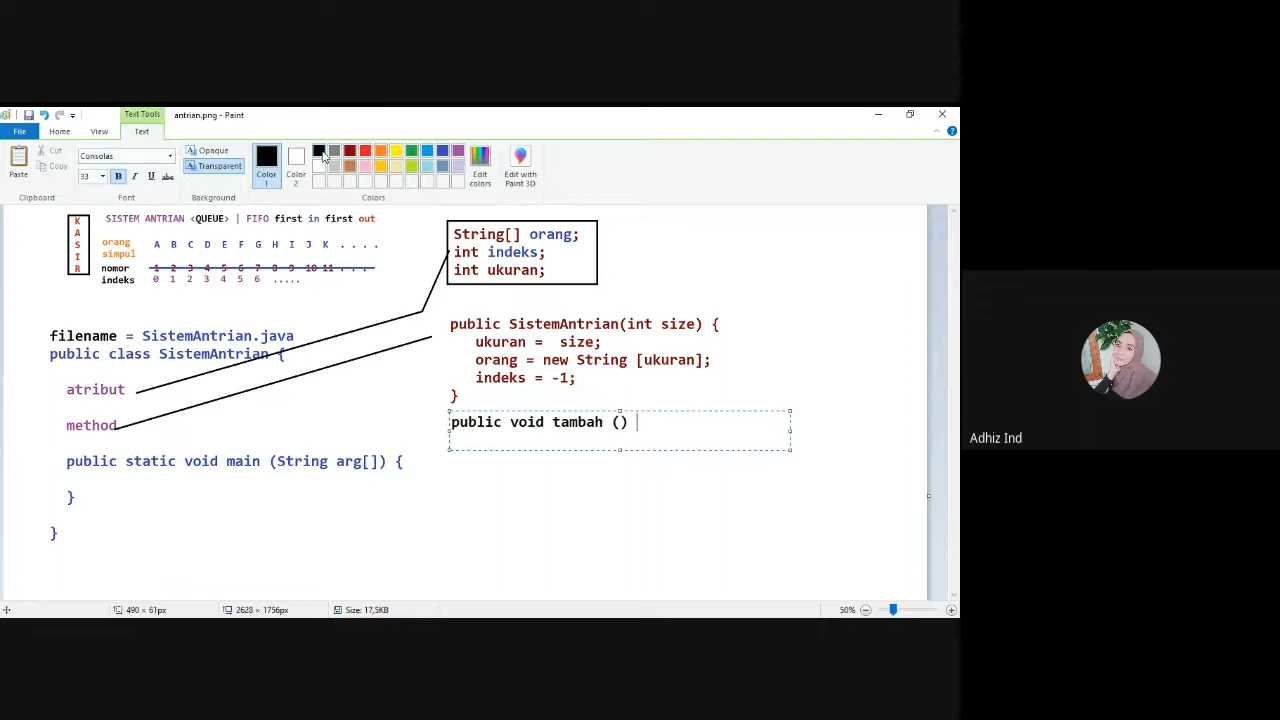 Text Tools
antrian.png - Paint
File
Home
View
Text
Paste
Cut
Copy
Clipboard
Consolas
33
B
I
U
abc
Font
Opaque
Transparent
Background
Color
1
Color
2
Edit
colors
Colors
Edit with
Paint 3D
K
A
S
I
R
SISTEM ANTRIAN <QUEUE> | FIFO first in first out
orang A B C D E F G H I J K . . . .
simpul
nomor 1 2 3 4 5 6 7 8 9 10 11 . . .
indeks 0 1 2 3 4 5 6 .....
String[] orang;
int indeks;
int ukuran;
filename = SistemAntrian.java
public class SistemAntrian {
atribut
method
public static void main (String arg[]) {
}
}
public SistemAntrian(int size) {
ukuran = size;
orang = new String [ukuran];
indeks = -1;
}
public void tambah ()
490 × 61px
2628 × 1756px
Size: 17,5KB
50%
Adhiz Ind